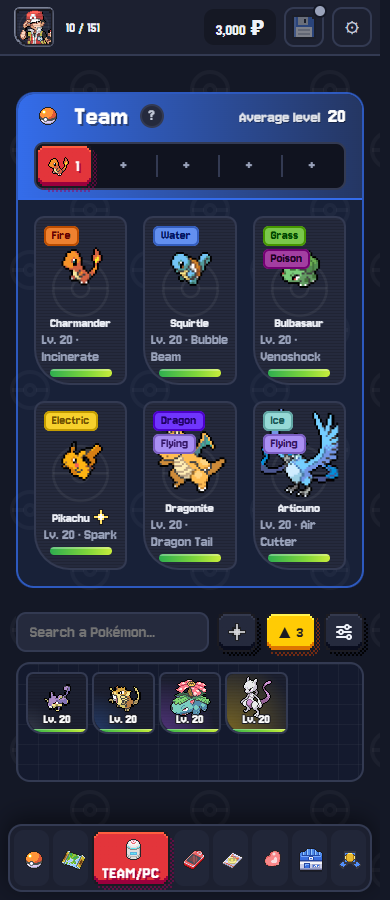 10 / 151
3,000 ₽
Team ?
Average level 20
1 + + + +
Fire
Charmander
Lv. 20 ·
Incinerate
Water
Squirtle
Lv. 20 · Bubble
Beam
Grass
Poison
Bulbasaur
Lv. 20 ·
Venoshock
Electric
Pikachu
Lv. 20 · Spark
Dragon
Flying
Dragonite
Lv. 20 ·
Dragon Tail
Ice
Flying
Articuno
Lv. 20 · Air
Cutter
Search a Pokémon...
▲ 3
Lv. 20 Lv. 20 Lv. 20 Lv. 20
TEAM/PC